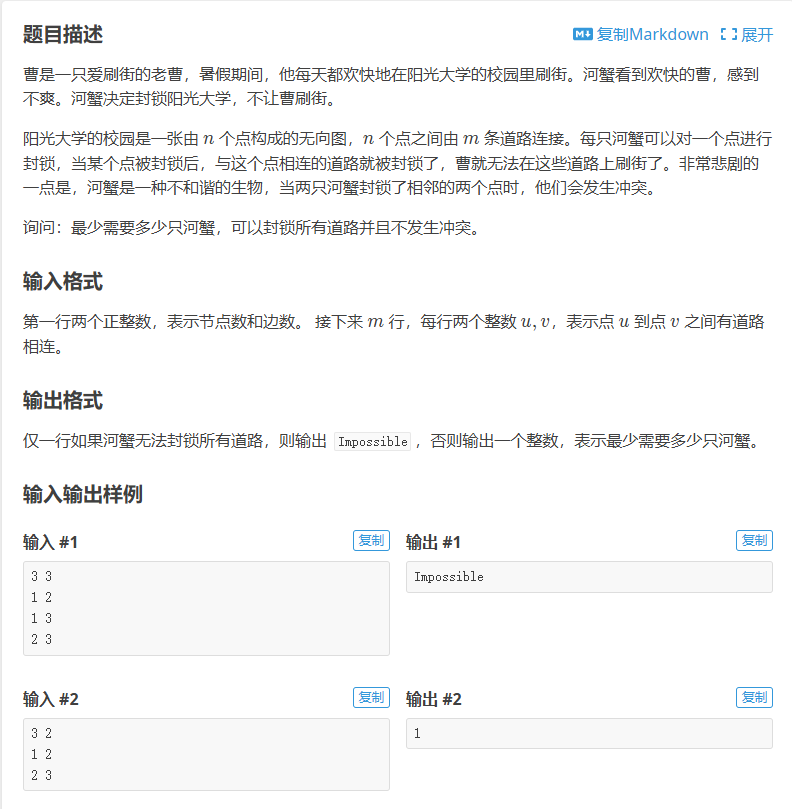 题目描述 复制Markdown 展开
曹是一只爱刷街的老曹，暑假期间，他每天都欢快地在阳光大学的校园里刷街。河蟹看到欢快的曹，感到
不爽。河蟹决定封锁阳光大学，不让曹刷街。
阳光大学的校园是一张由 n 个点构成的无向图，n 个点之间由 m 条道路连接。每只河蟹可以对一个点进行
封锁，当某个点被封锁后，与这个点相连的道路就被封锁了，曹就无法在这些道路上刷街了。非常悲剧的
一点是，河蟹是一种不和谐的生物，当两只河蟹封锁了相邻的两个点时，他们会发生冲突。
询问：最少需要多少只河蟹，可以封锁所有道路并且不发生冲突。
输入格式
第一行两个正整数，表示节点数和边数。 接下来 m 行，每行两个整数 u, v，表示点 u 到点 v 之间有道路
相连。
输出格式
仅一行如果河蟹无法封锁所有道路，则输出 Impossible ，否则输出一个整数，表示最少需要多少只河蟹。
输入输出样例
输入 #1 复制 输出 #1 复制
3 3 Impossible
1 2
1 3
2 3
输入 #2 复制 输出 #2 复制
3 2 1
1 2
2 3